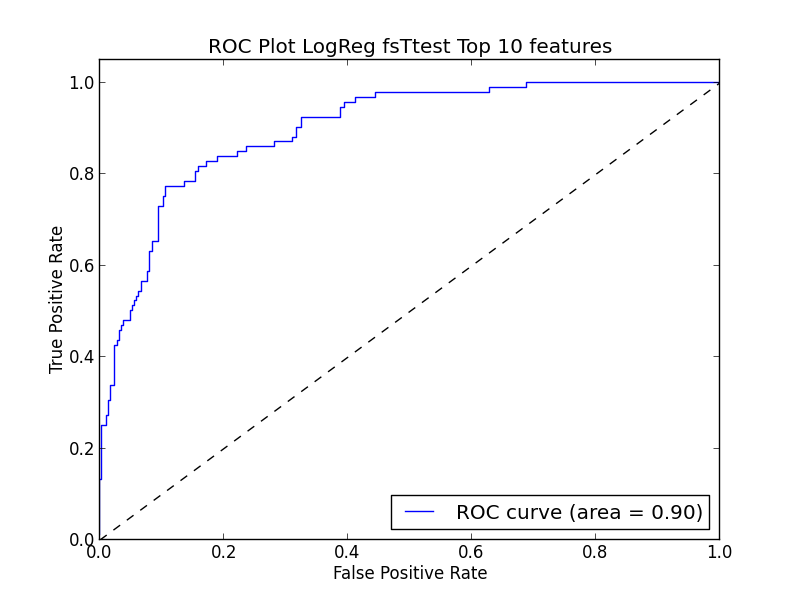 ROC Plot LogReg fsTtest Top 10 features
1.0
0.8
0.6
0.4
0.2
0.0
True Positive Rate
ROC curve (area = 0.90)
0.0 0.2 0.4 0.6 0.8 1.0
False Positive Rate